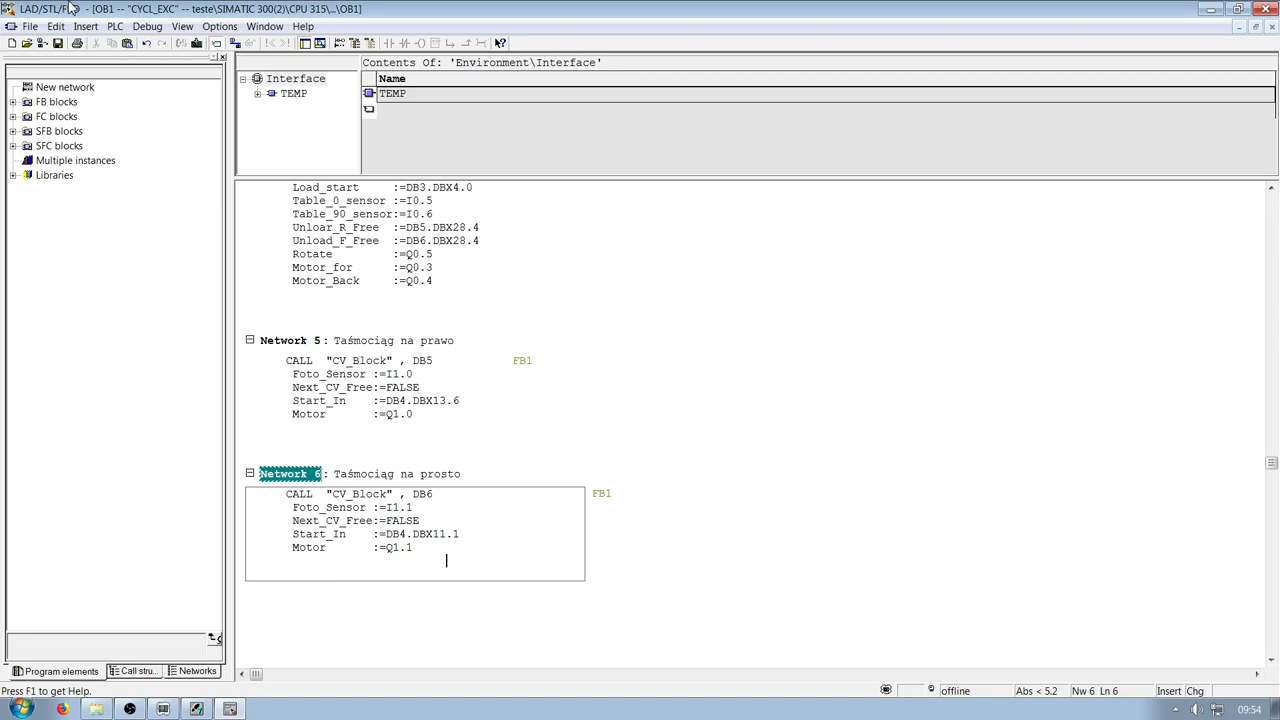 LAD/STL/FBD - [OB1 -- "CYCL_EXC" -- teste\SIMATIC 300(2)\CPU 315\...\OB1]
File Edit Insert PLC Debug View Options Window Help
Contents Of: 'Environment\Interface'
Interface
TEMP
Name
TEMP
New network
FB blocks
FC blocks
SFB blocks
SFC blocks
Multiple instances
Libraries
Load_start :=DB3.DBX4.0
Table_0_sensor :=I0.5
Table_90_sensor:=I0.6
Unloar_R_Free :=DB5.DBX28.4
Unload_F_Free :=DB6.DBX28.4
Rotate :=Q0.5
Motor_for :=Q0.3
Motor_Back :=Q0.4
Network 5: Taśmociąg na prawo
CALL "CV_Block" , DB5 FB1
Foto_Sensor :=I1.0
Next_CV_Free:=FALSE
Start_In :=DB4.DBX13.6
Motor :=Q1.0
Network 6: Taśmociąg na prosto
CALL "CV_Block" , DB6 FB1
Foto_Sensor :=I1.1
Next_CV_Free:=FALSE
Start_In :=DB4.DBX11.1
Motor :=Q1.1
Program elements Call stru... Networks
Press F1 to get Help. offline Abs < 5.2 Nw 6 Ln 6 Insert Chg
09:54